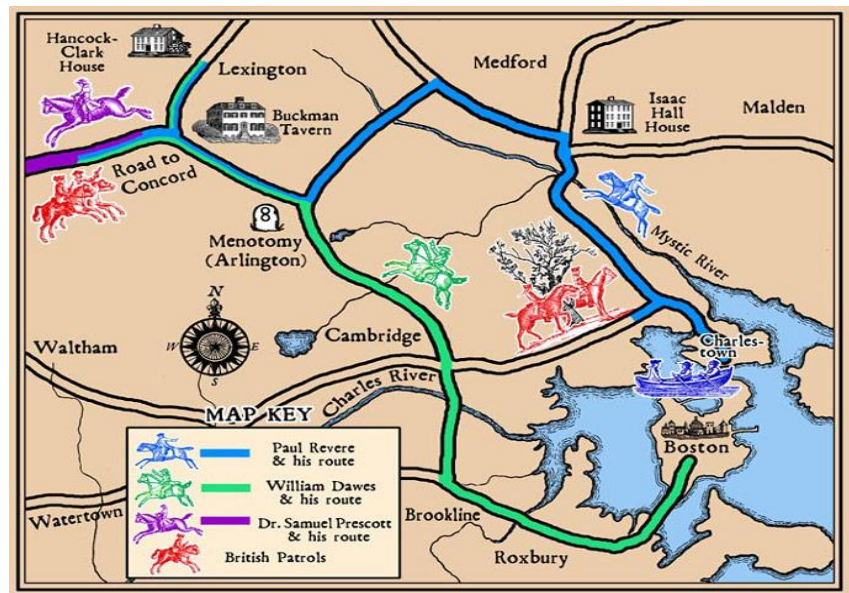 Hancock-
Clark
House
Lexington
Medford
Buckman
Tavern
Isaac
Hall
House
Malden
Road to
Concord
8
Menotomy
(Arlington)
Mystic River
N
W
E
S
Waltham
Cambridge
Charles-
town
Charles River
MAP KEY
Paul Revere
& his route
William Dawes
& his route
Dr. Samuel Prescott
& his route
British Patrols
Boston
Watertown
Brookline
Roxbury